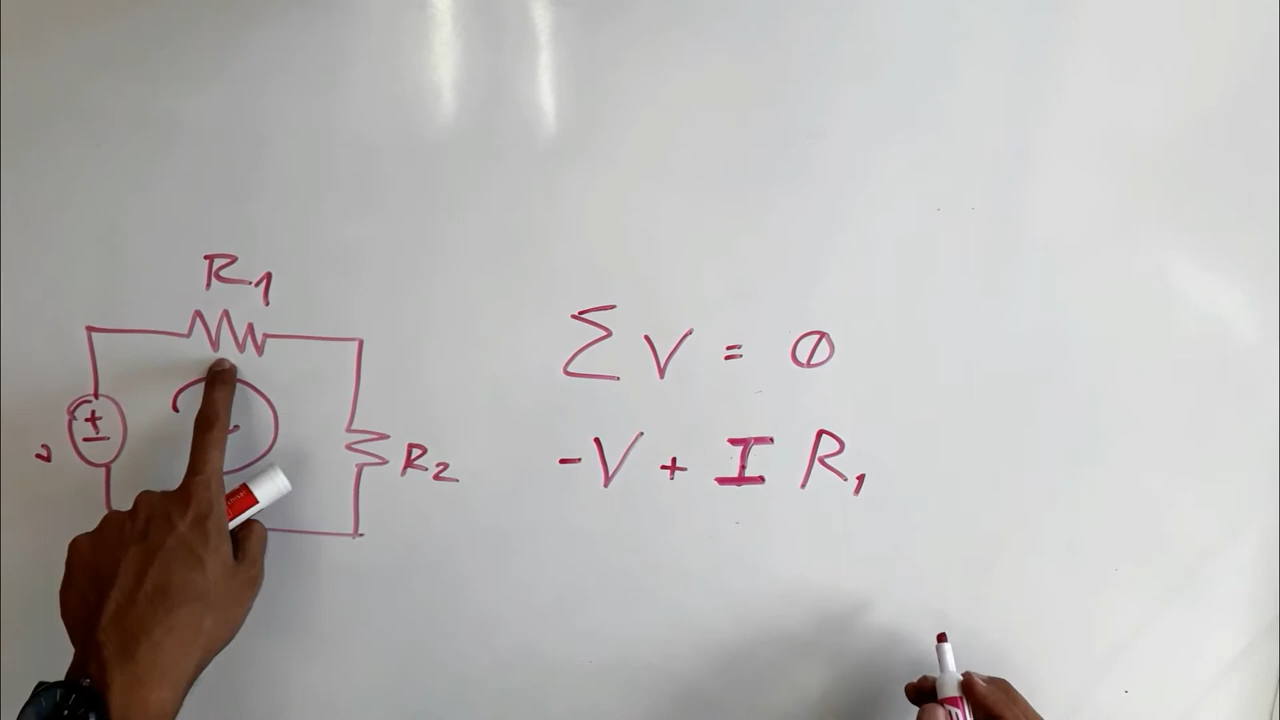 R1
ΣV = 0
+
-
v
R2
-V + I R1